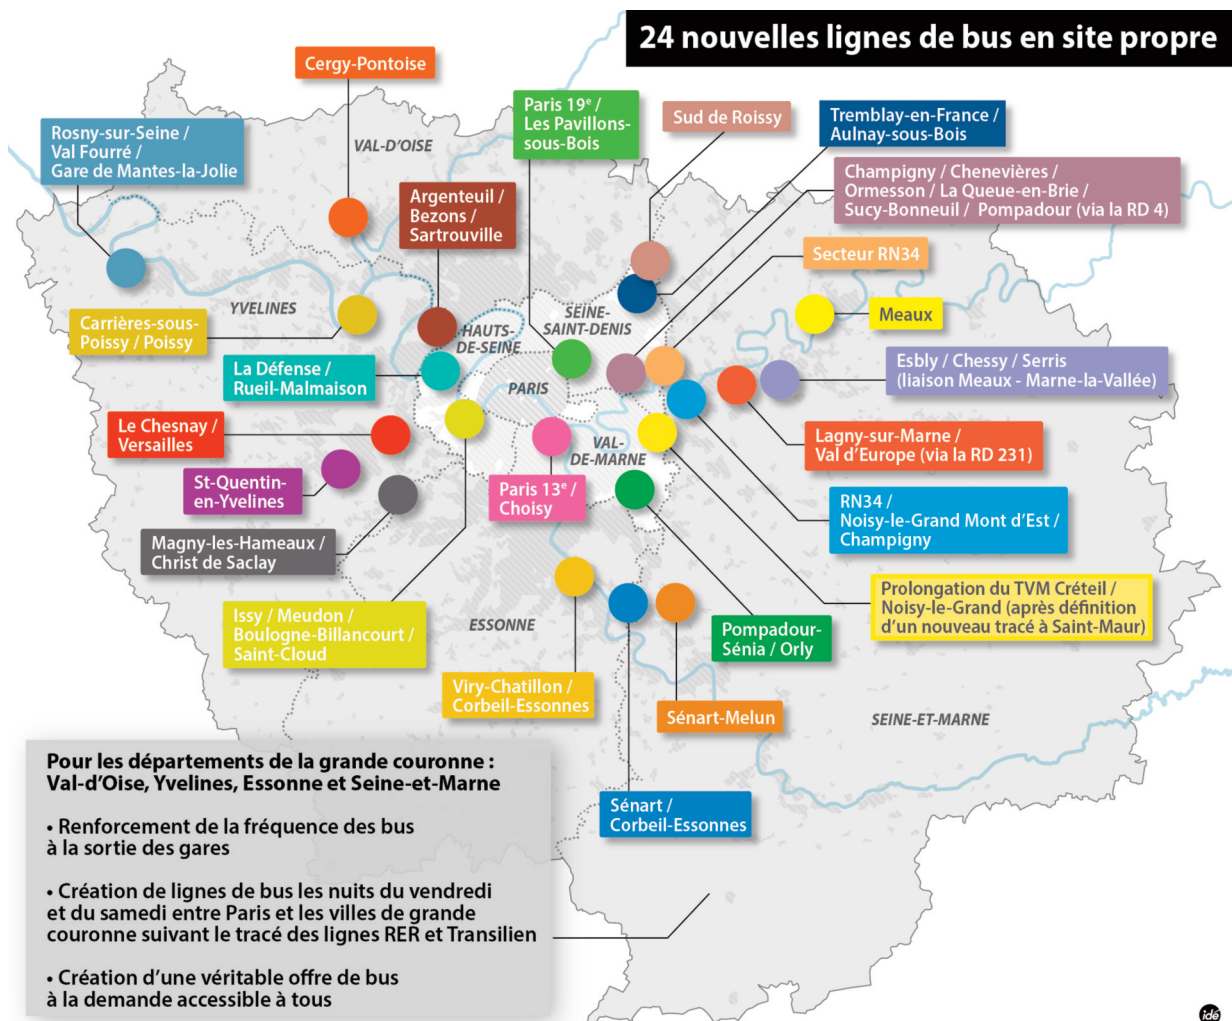 24 nouvelles lignes de bus en site propre
Cergy-Pontoise
Rosny-sur-Seine /
Val Fourré /
Gare de Mantes-la-Jolie
VAL-D'OISE
Paris 19e /
Les Pavillons-
sous-Bois
Sud de Roissy
Tremblay-en-France /
Aulnay-sous-Bois
Champigny / Chenevières /
Ormesson / La Queue-en-Brie /
Sucy-Bonneuil / Pompadour (via la RD 4)
Argenteuil /
Bezons /
Sartrouville
Secteur RN34
YVELINES
Carrières-sous-
Poissy / Poissy
HAUTS-
DE-SEINE
SEINE-
SAINT-DENIS
Meaux
La Défense /
Rueil-Malmaison
PARIS
Esbly / Chessy / Serris
(liaison Meaux - Marne-la-Vallée)
Le Chesnay /
Versailles
VAL-
DE-MARNE
Lagny-sur-Marne /
Val d'Europe (via la RD 231)
St-Quentin-
en-Yvelines
Paris 13e /
Choisy
RN34 /
Noisy-le-Grand Mont d'Est /
Champigny
Magny-les-Hameaux /
Christ de Saclay
Prolongation du TVM Créteil /
Noisy-le-Grand (après définition
d'un nouveau tracé à Saint-Maur)
Issy / Meudon /
Boulogne-Billancourt /
Saint-Cloud
ESSONNE
Pompadour-
Sénia / Orly
Viry-Chatillon /
Corbeil-Essonnes
Sénart-Melun
SEINE-ET-MARNE
Sénart /
Corbeil-Essonnes
Pour les départements de la grande couronne :
Val-d'Oise, Yvelines, Essonne et Seine-et-Marne
• Renforcement de la fréquence des bus
à la sortie des gares
• Création de lignes de bus les nuits du vendredi
et du samedi entre Paris et les villes de grande
couronne suivant le tracé des lignes RER et Transilien
• Création d'une véritable offre de bus
à la demande accessible à tous
idé